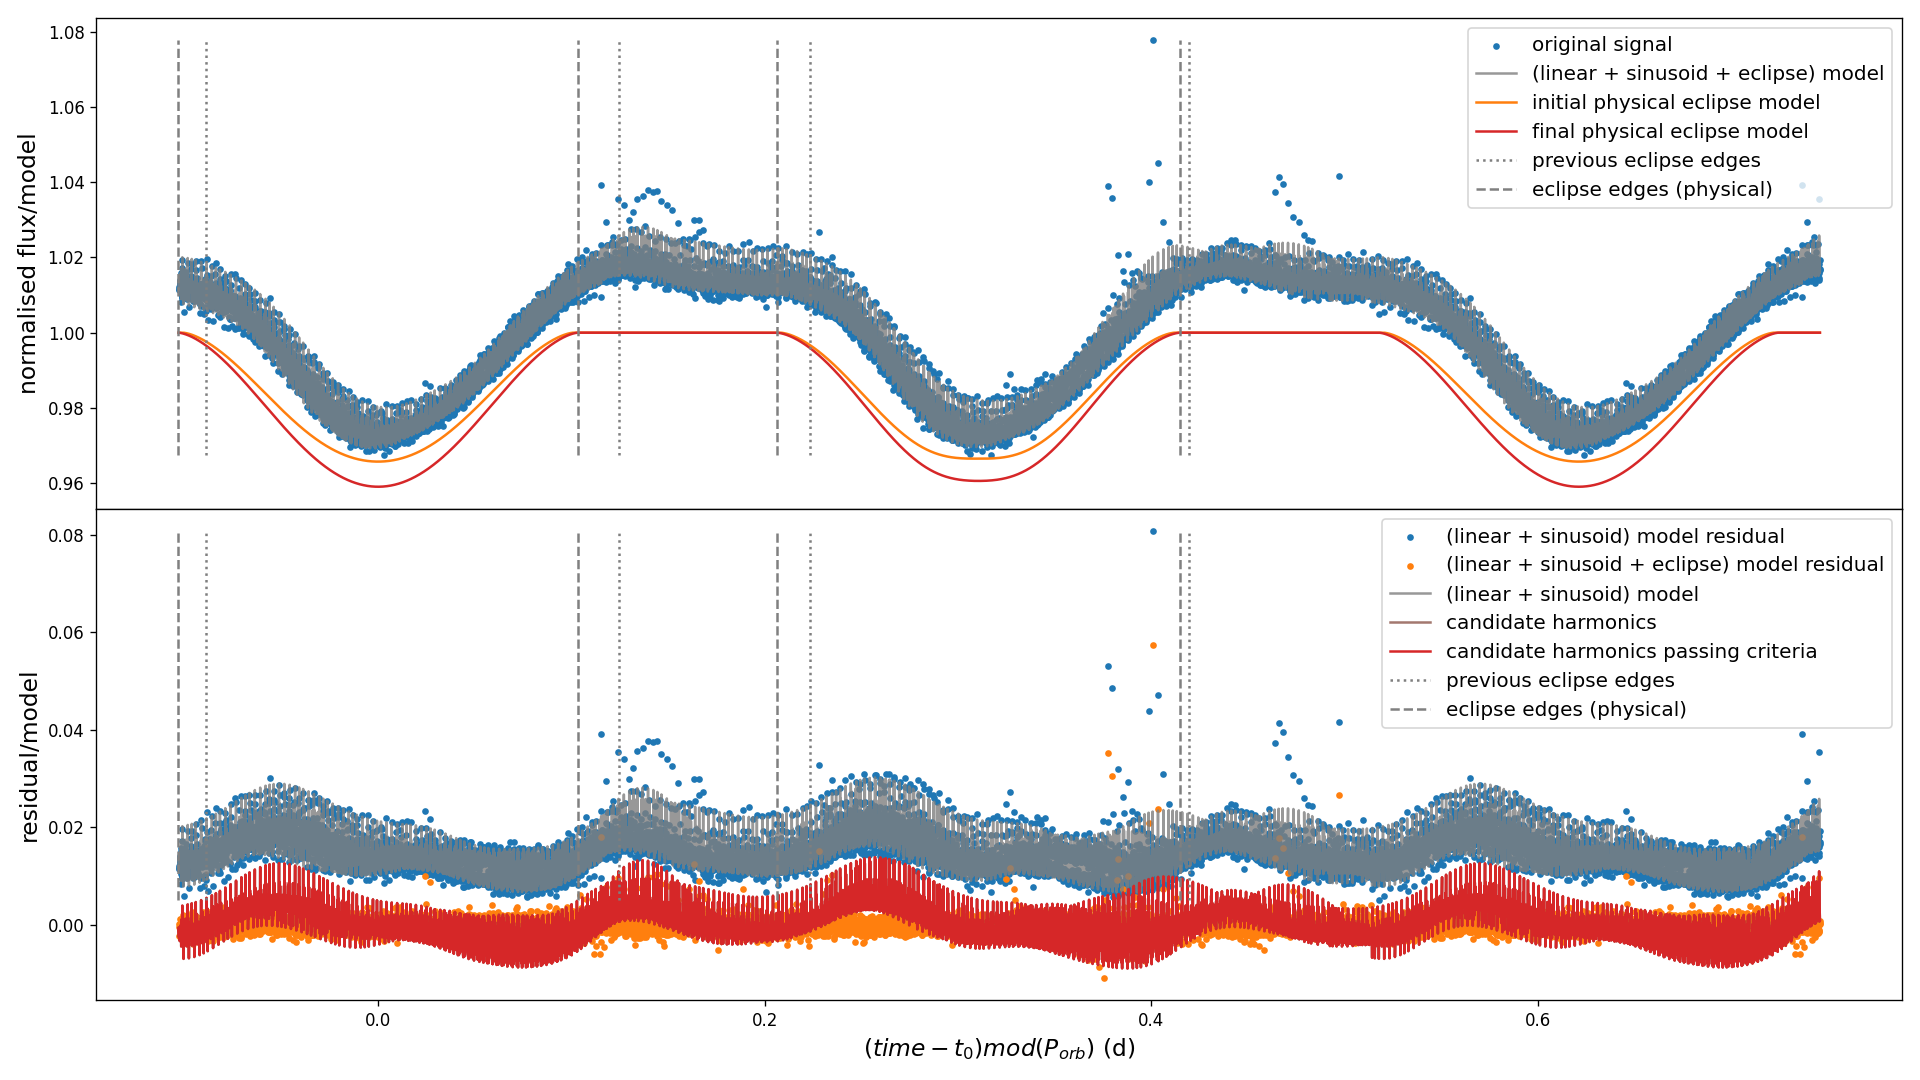 1.08
1.06
1.04
1.02
1.00
0.98
0.96
normalised flux/model
original signal
(linear + sinusoid + eclipse) model
initial physical eclipse model
final physical eclipse model
previous eclipse edges
eclipse edges (physical)
0.08
0.06
0.04
0.02
0.00
residual/model
(linear + sinusoid) model residual
(linear + sinusoid + eclipse) model residual
(linear + sinusoid) model
candidate harmonics
candidate harmonics passing criteria
previous eclipse edges
eclipse edges (physical)
0.0 0.2 0.4 0.6
(time − t₀)mod(P_orb) (d)